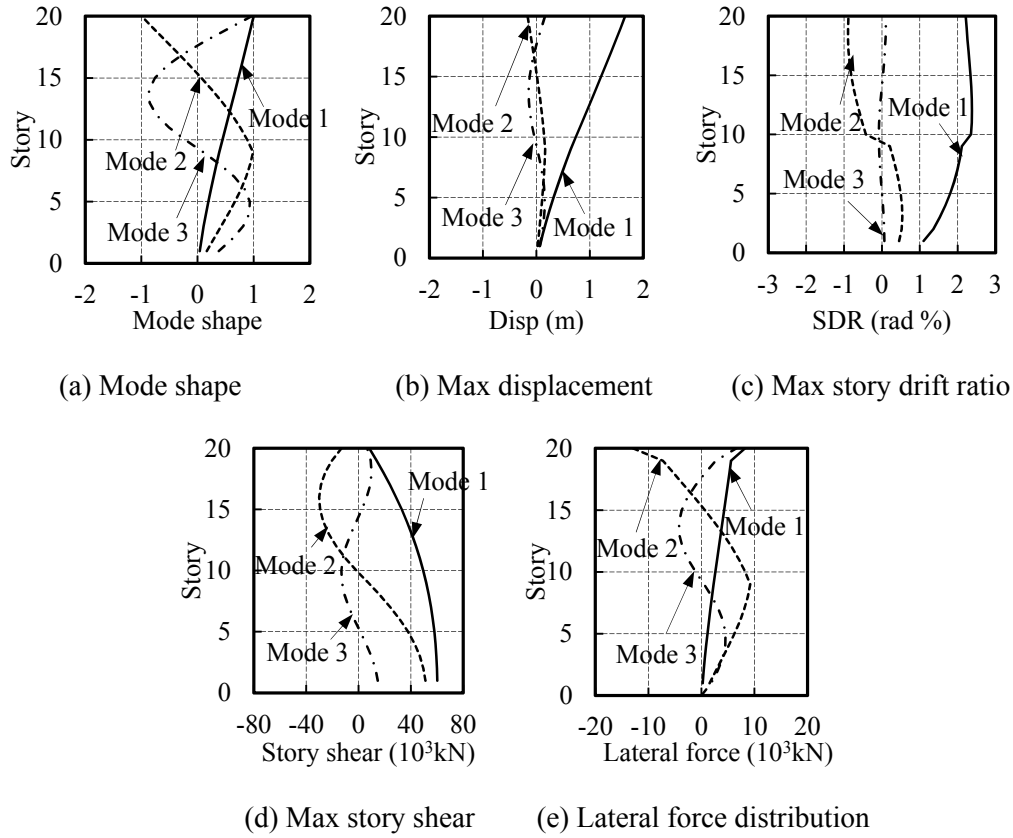 20
15
10
5
0
Story
Mode 1
Mode 2
Mode 3
-2 -1 0 1 2
Mode shape
(a) Mode shape
20
15
10
5
0
Story
Mode 2
Mode 3
Mode 1
-2 -1 0 1 2
Disp (m)
(b) Max displacement
20
15
10
5
0
Story
Mode 1
Mode 2
Mode 3
-3 -2 -1 0 1 2 3
SDR (rad %)
(c) Max story drift ratio
20
15
10
5
0
Story
Mode 1
Mode 2
Mode 3
-80 -40 0 40 80
Story shear (10³kN)
(d) Max story shear
20
15
10
5
0
Story
Mode 1
Mode 2
Mode 3
-20 -10 0 10 20
Lateral force (10³kN)
(e) Lateral force distribution